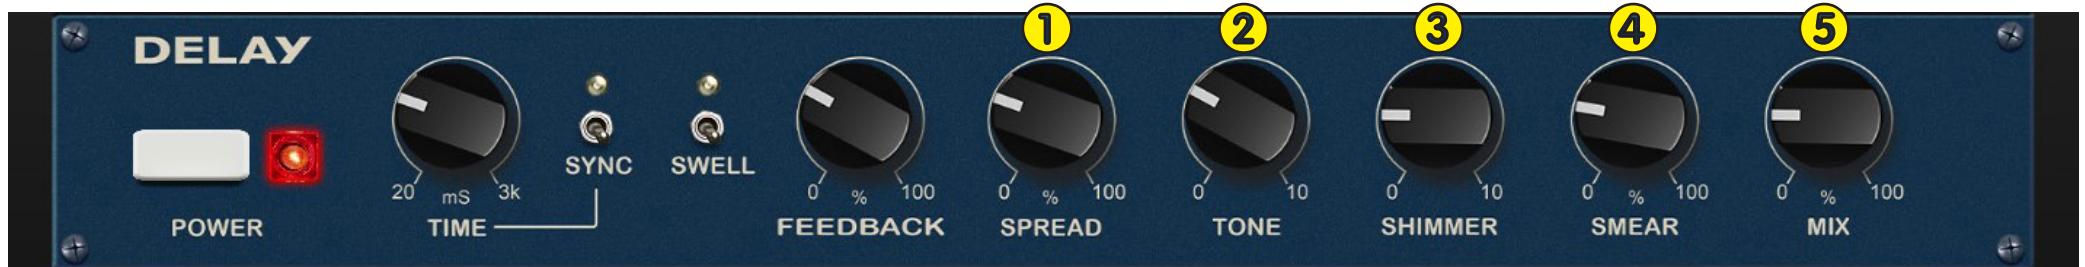 DELAY
1 2 3 4 5
SYNC SWELL
20 mS 3k 0 % 100 0 % 100 0 10 0 10 0 % 100 0 % 100
POWER TIME FEEDBACK SPREAD TONE SHIMMER SMEAR MIX